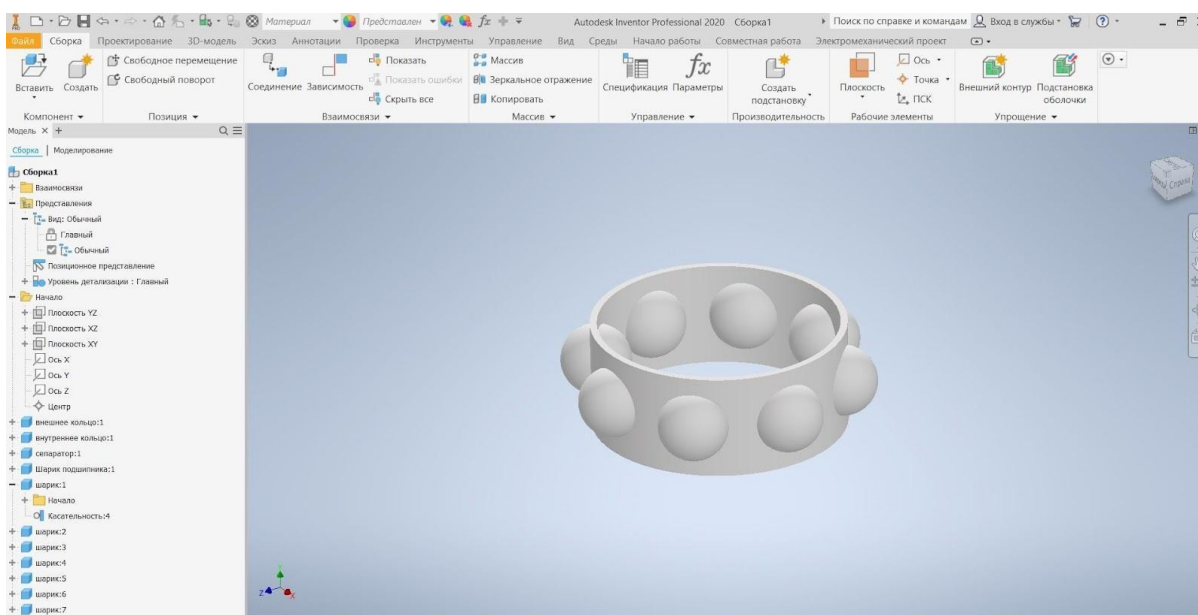 Материал
Представлен
Autodesk Inventor Professional 2020 Сборка1
Поиск по справке и командам
Вход в службы
Файл Сборка Проектирование 3D-модель Эскиз Аннотации Проверка Инструменты Управление Вид Среды Начало работы Совместная работа Электромеханический проект
Вставить
Создать
Свободное перемещение
Свободный поворот
Соединение
Зависимость
Показать
Показать ошибки
Скрыть все
Массив
Зеркальное отражение
Копировать
Спецификация
fx
Параметры
Создать
подстановку
Плоскость
Ось
Точка
ПСК
Внешний контур
Подстановка
оболочки
Компонент Позиция Взаимосвязи Массив Управление Производительность Рабочие элементы Упрощение
Модель
Сборка | Моделирование
Сборка1
Взаимосвязи
Представления
Вид: Обычный
Главный
Обычный
Позиционное представление
Уровень детализации : Главный
Начало
Плоскость YZ
Плоскость XZ
Плоскость XY
Ось X
Ось Y
Ось Z
Центр
внешнее кольцо:1
внутреннее кольцо:1
сепаратор:1
Шарик подшипника:1
шарик:1
Начало
Касательность:4
шарик:2
шарик:3
шарик:4
шарик:5
шарик:6
шарик:7
Справа